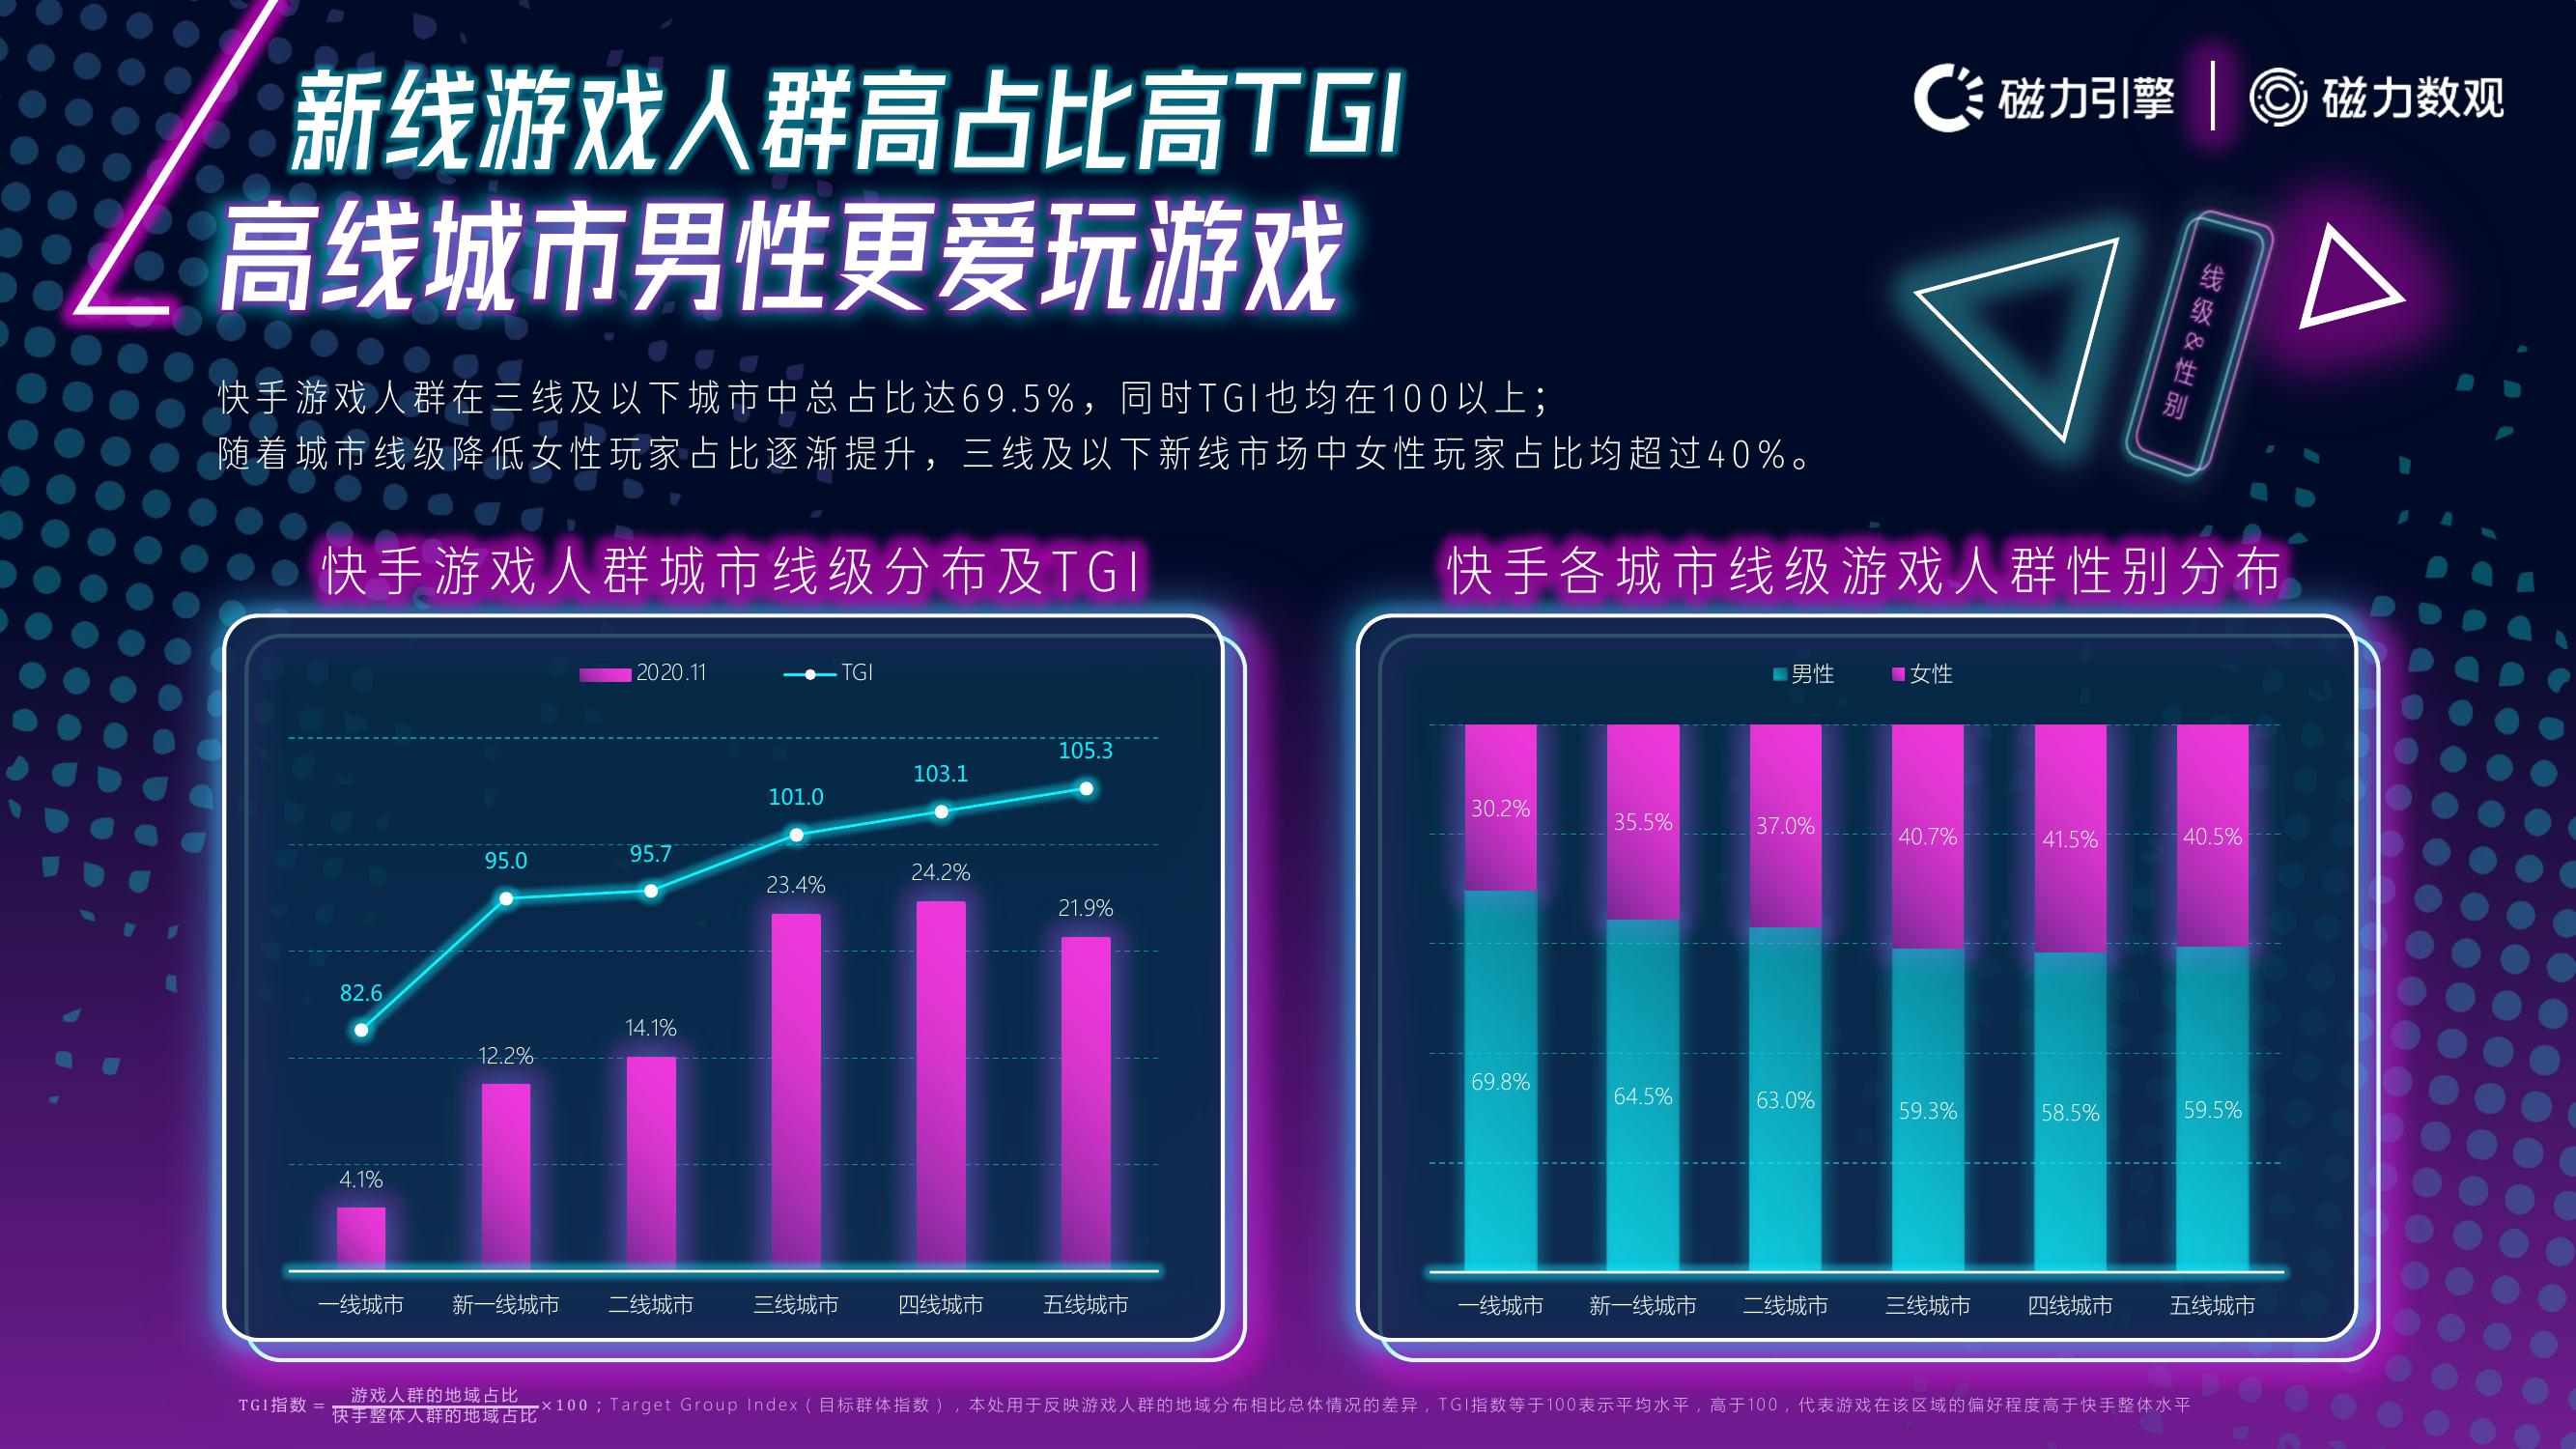 新线游戏人群高占比高TGI
高线城市男性更爱玩游戏
磁力引擎
磁力数观
线级&性别
快手游戏人群在三线及以下城市中总占比达69.5%，同时TGI也均在100以上；
随着城市线级降低女性玩家占比逐渐提升，三线及以下新线市场中女性玩家占比均超过40%。
快手游戏人群城市线级分布及TGI
2020.11 TGI
82.6 95.0 95.7 101.0 103.1 105.3
4.1% 12.2% 14.1% 23.4% 24.2% 21.9%
一线城市 新一线城市 二线城市 三线城市 四线城市 五线城市
快手各城市线级游戏人群性别分布
男性 女性
30.2% 35.5% 37.0% 40.7% 41.5% 40.5%
69.8% 64.5% 63.0% 59.3% 58.5% 59.5%
一线城市 新一线城市 二线城市 三线城市 四线城市 五线城市
TGI指数 = 游戏人群的地域占比 / 快手整体人群的地域占比 ×100；Target Group Index（目标群体指数），本处用于反映游戏人群的地域分布相比总体情况的差异，TGI指数等于100表示平均水平，高于100，代表游戏在该区域的偏好程度高于快手整体水平